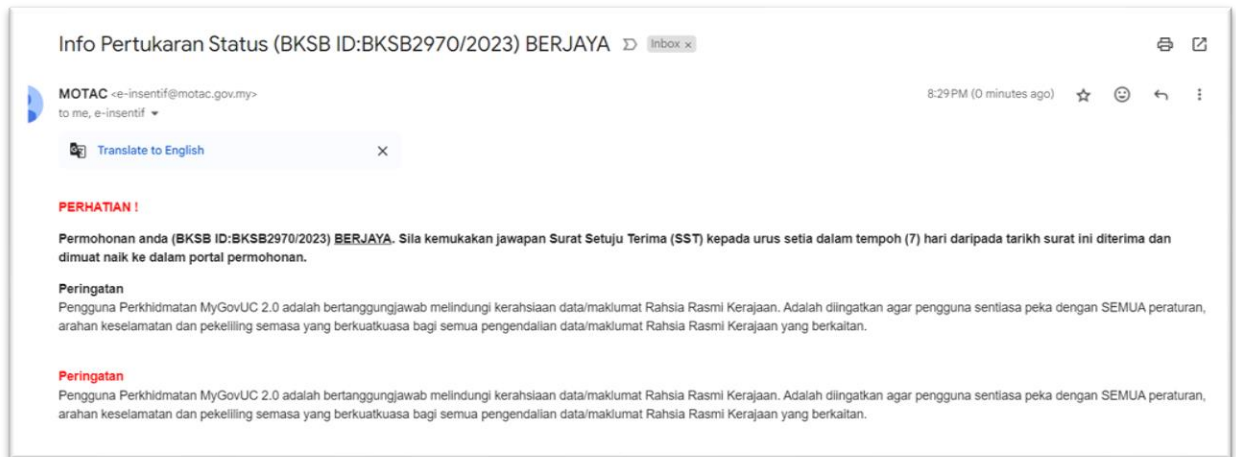 Info Pertukaran Status (BKSB ID:BKSB2970/2023) BERJAYA Inbox x
MOTAC <e-insentif@motac.gov.my>
8:29 PM (0 minutes ago)
to me, e-insentif
Translate to English
PERHATIAN !
Permohonan anda (BKSB ID:BKSB2970/2023) BERJAYA. Sila kemukakan jawapan Surat Setuju Terima (SST) kepada urus setia dalam tempoh (7) hari daripada tarikh surat ini diterima dan
dimuat naik ke dalam portal permohonan.
Peringatan
Pengguna Perkhidmatan MyGovUC 2.0 adalah bertanggungjawab melindungi kerahsiaan data/maklumat Rahsia Rasmi Kerajaan. Adalah diingatkan agar pengguna sentiasa peka dengan SEMUA peraturan,
arahan keselamatan dan pekeliling semasa yang berkuatkuasa bagi semua pengendalian data/maklumat Rahsia Rasmi Kerajaan yang berkaitan.
Peringatan
Pengguna Perkhidmatan MyGovUC 2.0 adalah bertanggungjawab melindungi kerahsiaan data/maklumat Rahsia Rasmi Kerajaan. Adalah diingatkan agar pengguna sentiasa peka dengan SEMUA peraturan,
arahan keselamatan dan pekeliling semasa yang berkuatkuasa bagi semua pengendalian data/maklumat Rahsia Rasmi Kerajaan yang berkaitan.